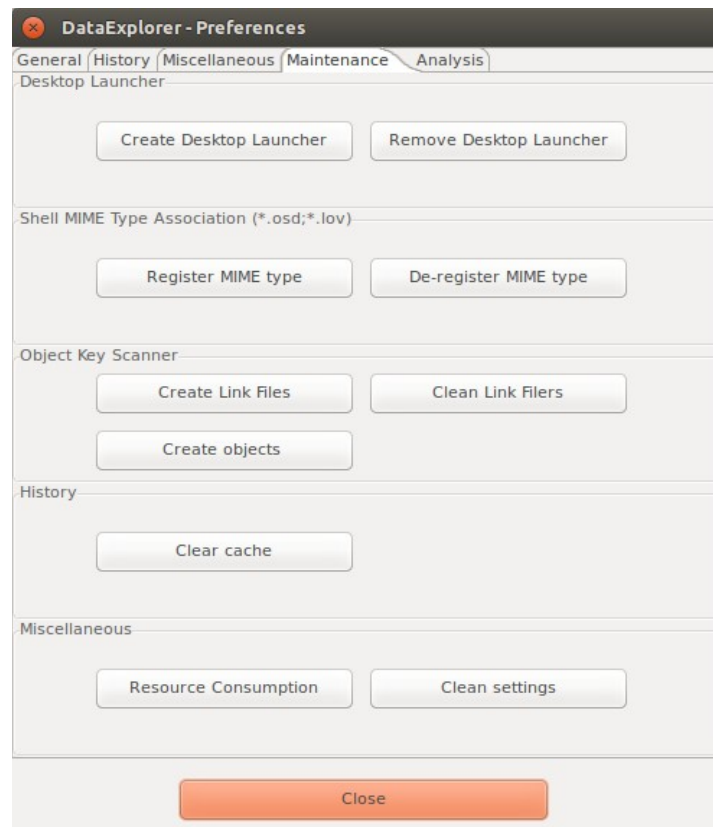 DataExplorer - Preferences
General History Miscellaneous Maintenance Analysis
Desktop Launcher
Create Desktop Launcher Remove Desktop Launcher
Shell MIME Type Association (*.osd;*.lov)
Register MIME type De-register MIME type
Object Key Scanner
Create Link Files Clean Link Filers
Create objects
History
Clear cache
Miscellaneous
Resource Consumption Clean settings
Close